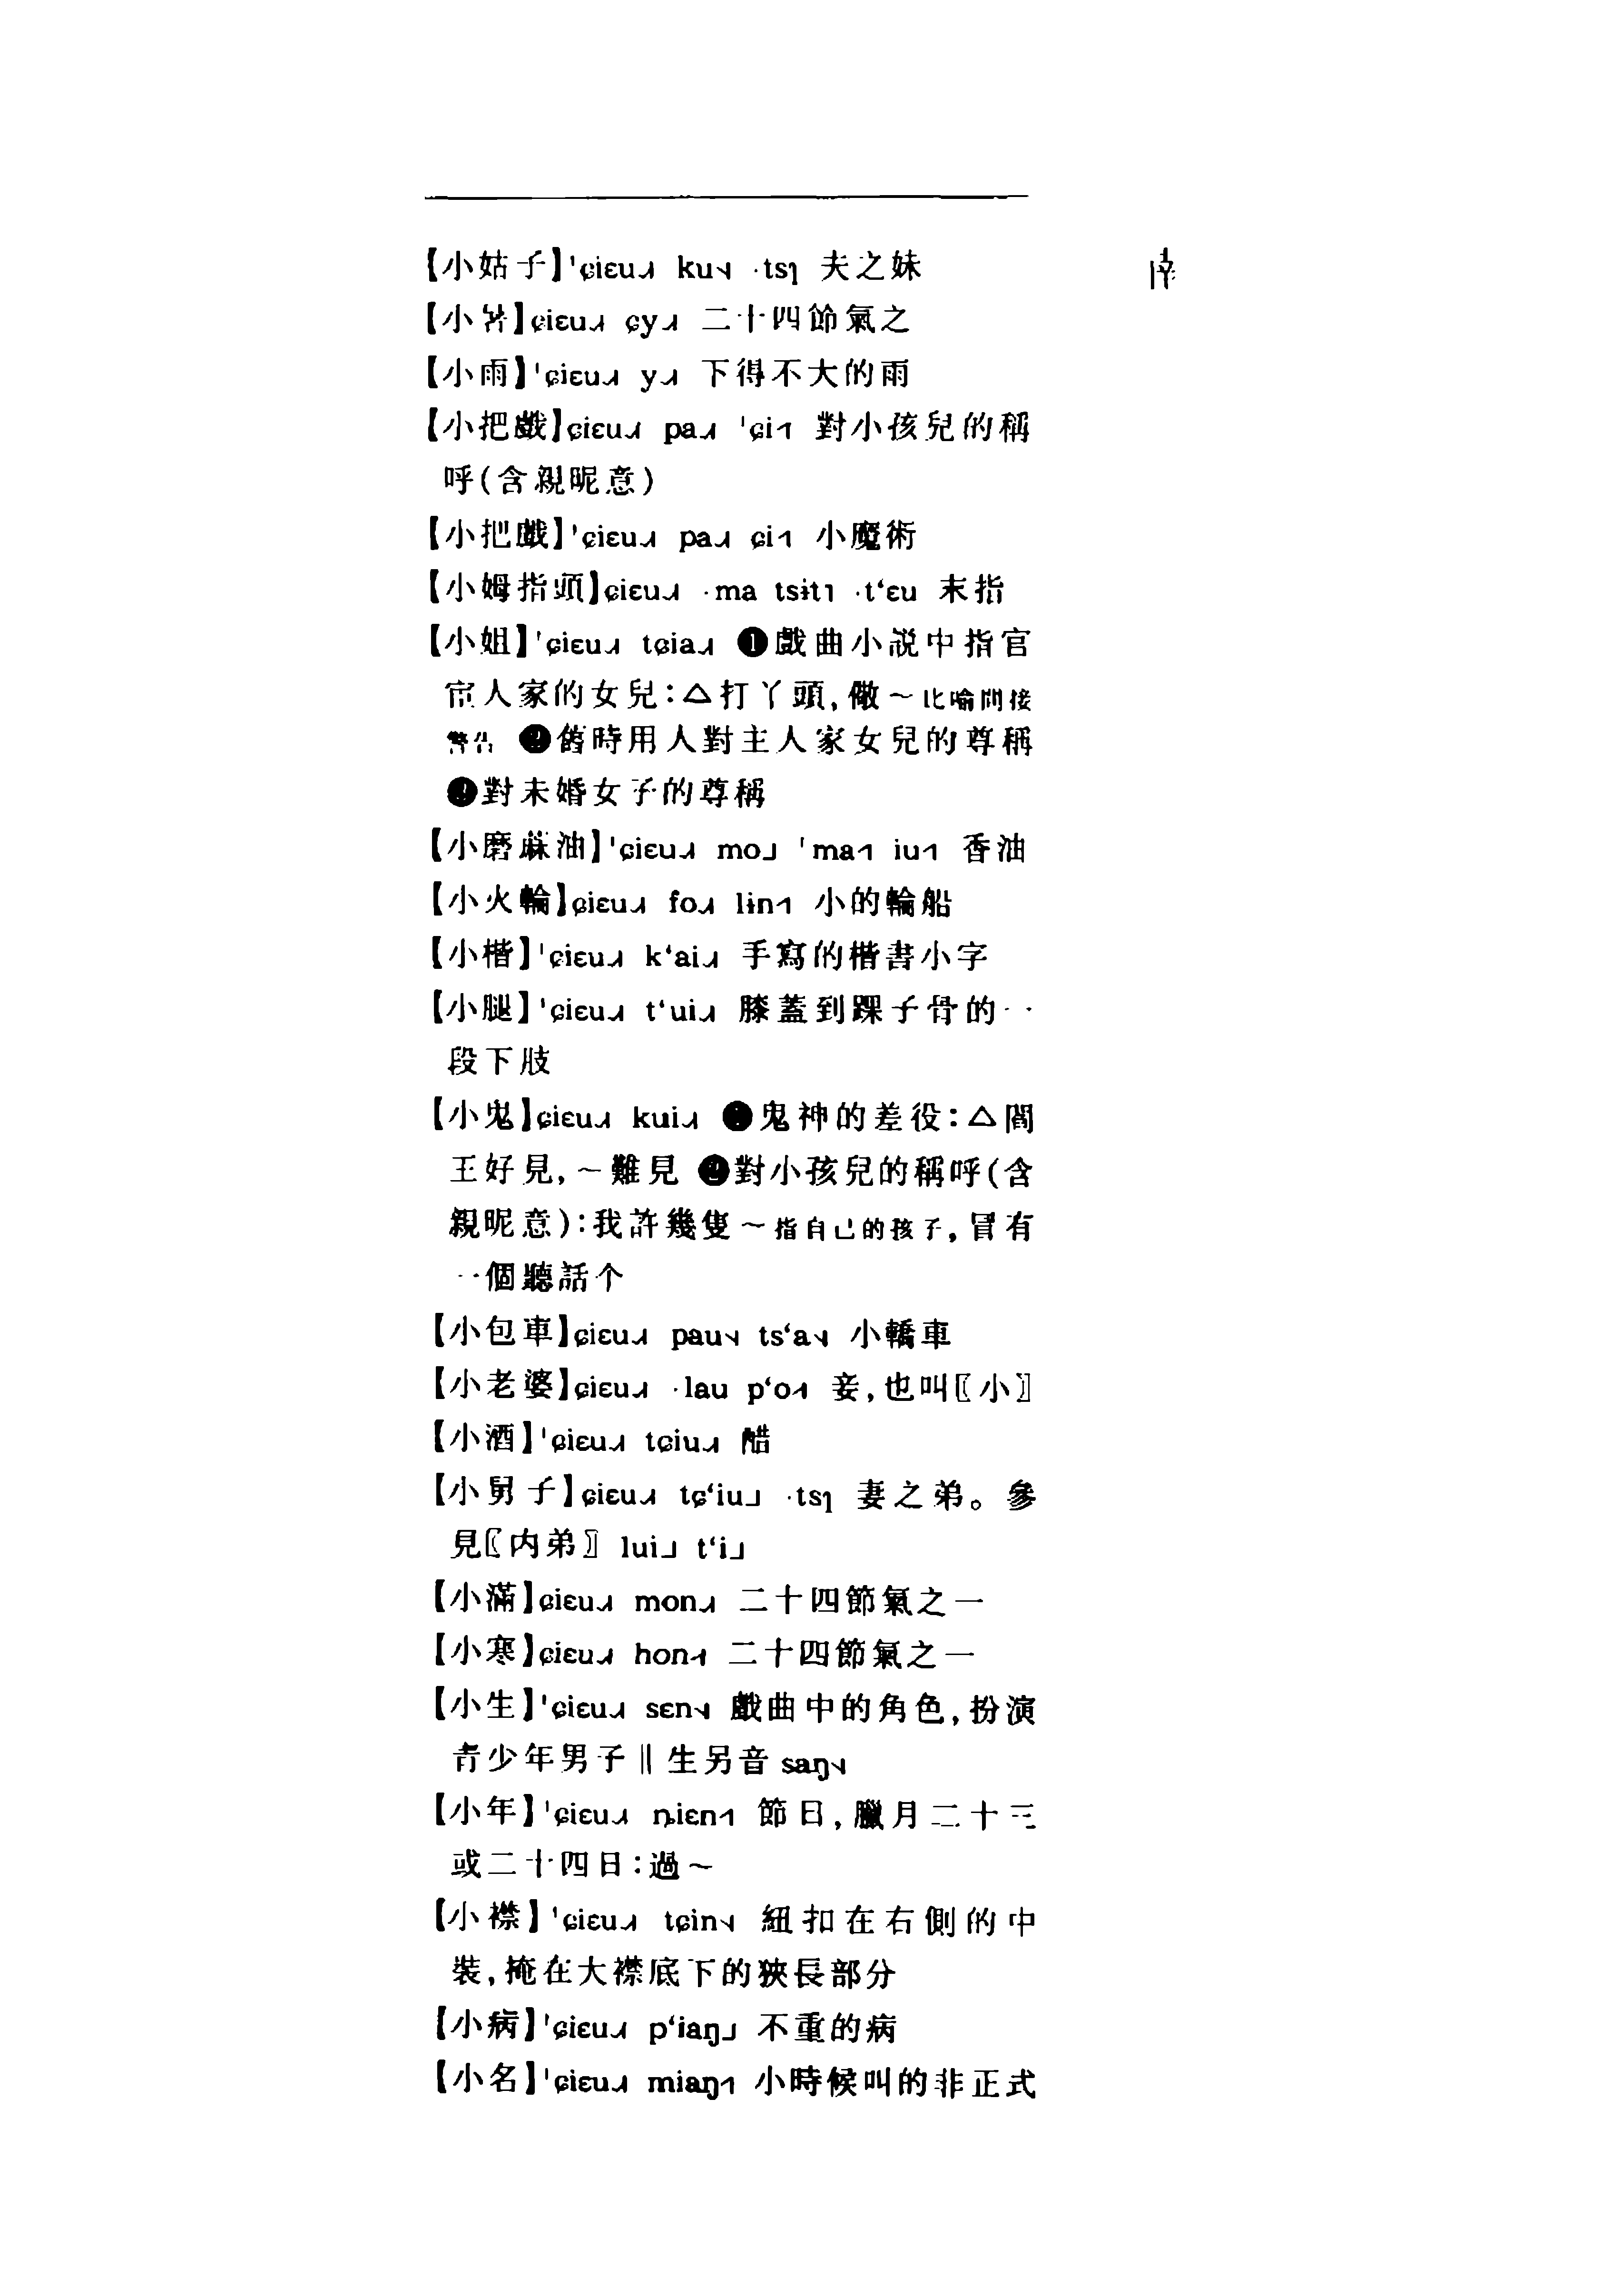 【小姑子】'ɕiɛu˩˧ ku˧˩ ·tsɿ 夫之妹
【小暑】ɕiɛu˩˧ ɕy˩˧ 二十四節氣之
【小雨】'ɕiɛu˩˧ y˩˧ 下得不大的雨
【小把戲】ɕiɛu˩˧ pa˩˧ 'ɕi˧˥ 對小孩兒的稱
呼(含親昵意)
【小把戲】'ɕiɛu˩˧ pa˩˧ ɕi˧˥ 小魔術
【小姆指頭】ɕiɛu˩˧ ·ma tsɨt˥ ·t‘ɛu 末指
【小姐】'ɕiɛu˩˧ tɕia˩˧ ❶戲曲小説中指官
宦人家的女兒:△打丫頭,做～比喻間接
警告 ❷舊時用人對主人家女兒的尊稱
❸對未婚女子的尊稱
【小磨麻油】'ɕiɛu˩˧ mo˩ 'ma˧˥ iu˧˥ 香油
【小火輪】ɕiɛu˩˧ fo˩˧ lɨn˧˥ 小的輪船
【小楷】'ɕiɛu˩˧ k‘ai˩˧ 手寫的楷書小字
【小腿】'ɕiɛu˩˧ t‘ui˩˧ 膝蓋到踝子骨的一
段下肢
【小鬼】ɕiɛu˩˧ kui˩˧ ❶鬼神的差役:△閻
王好見,～難見 ❷對小孩兒的稱呼(含
親昵意):我許幾隻～指自己的孩子,冒有
一個聽話个
【小包車】ɕiɛu˩˧ pau˧˩ ts‘a˧˩ 小轎車
【小老婆】ɕiɛu˩˧ ·lau p‘o˧˥ 妾,也叫〖小〗
【小酒】'ɕiɛu˩˧ tɕiu˩˧ 醋
【小舅子】ɕiɛu˩˧ tɕ‘iu˩ ·tsɿ 妻之弟。參
見〖内弟〗 lui˩ t‘i˩
【小滿】ɕiɛu˩˧ mon˩˧ 二十四節氣之一
【小寒】ɕiɛu˩˧ hon˧˥ 二十四節氣之一
【小生】'ɕiɛu˩˧ sɛn˧˩ 戲曲中的角色,扮演
青少年男子‖生另音 saŋ˧˩
【小年】'ɕiɛu˩˧ ȵiɛn˧˥ 節日,臘月二十三
或二十四日:過～
【小襟】'ɕiɛu˩˧ tɕin˧˩ 紐扣在右側的中
裝,掩在大襟底下的狹長部分
【小病】'ɕiɛu˩˧ p‘iaŋ˩ 不重的病
【小名】'ɕiɛu˩˧ miaŋ˧˥ 小時候叫的非正式